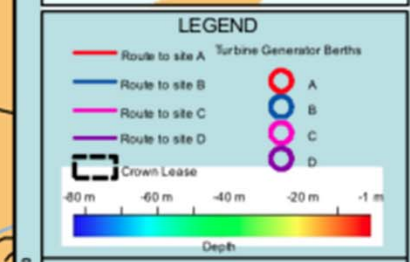 LEGEND
Route to site A Turbine Generator Berths
Route to site B A
Route to site C B
Route to site D C
Crown Lease D
-80 m -60 m -40 m -20 m -1 m
Depth